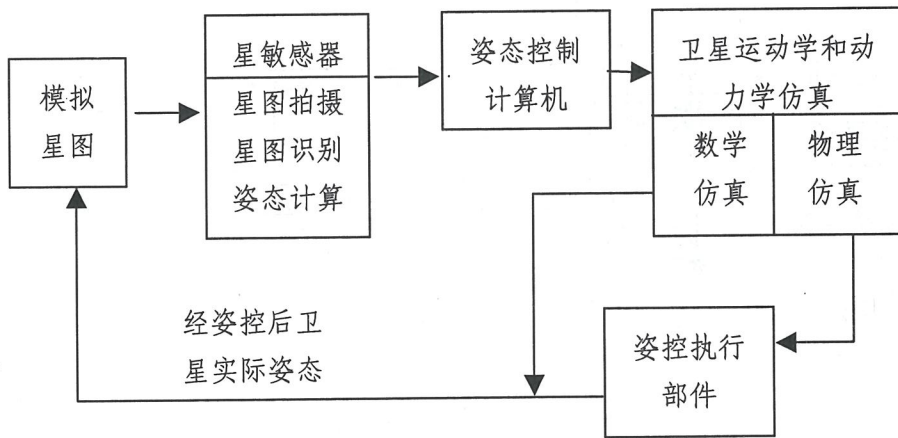 模拟
星图
星敏感器
星图拍摄
星图识别
姿态计算
姿态控制
计算机
卫星运动学和动
力学仿真
数学
仿真
物理
仿真
经姿控后卫
星实际姿态
姿控执行
部件